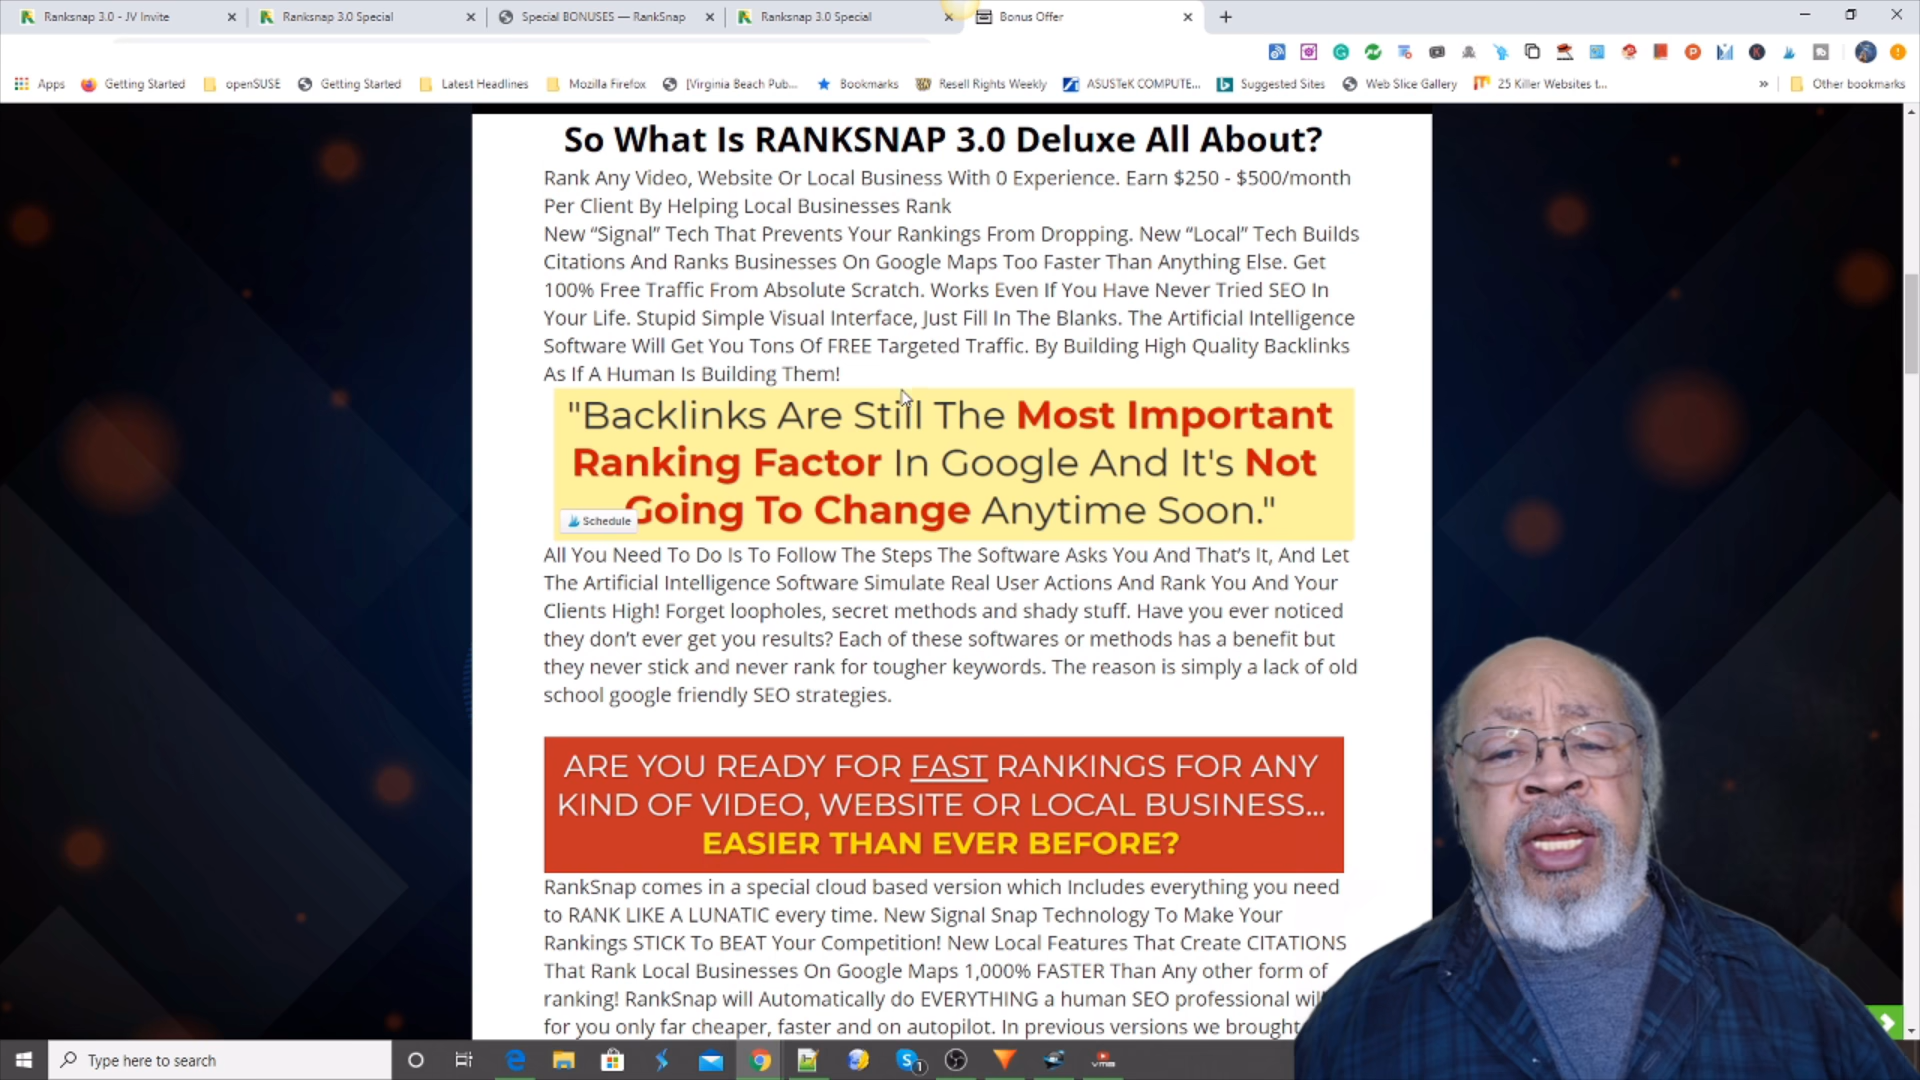 Ranksnap 3.0 - JV Invite
Ranksnap 3.0 Special
Special BONUSES — RankSnap
Ranksnap 3.0 Special
Bonus Offer
Apps
Getting Started
openSUSE
Getting Started
Latest Headlines
Mozilla Firefox
[Virginia Beach Pub...
Bookmarks
Resell Rights Weekly
ASUSTeK COMPUTE...
Suggested Sites
Web Slice Gallery
25 Killer Websites t...
Other bookmarks
So What Is RANKSNAP 3.0 Deluxe All About?
Rank Any Video, Website Or Local Business With 0 Experience. Earn $250 - $500/month
Per Client By Helping Local Businesses Rank
New “Signal” Tech That Prevents Your Rankings From Dropping. New “Local” Tech Builds
Citations And Ranks Businesses On Google Maps Too Faster Than Anything Else. Get
100% Free Traffic From Absolute Scratch. Works Even If You Have Never Tried SEO In
Your Life. Stupid Simple Visual Interface, Just Fill In The Blanks. The Artificial Intelligence
Software Will Get You Tons Of FREE Targeted Traffic. By Building High Quality Backlinks
As If A Human Is Building Them!
"Backlinks Are Still The Most Important
Ranking Factor In Google And It's Not
Going To Change Anytime Soon."
Schedule
All You Need To Do Is To Follow The Steps The Software Asks You And That’s It, And Let
The Artificial Intelligence Software Simulate Real User Actions And Rank You And Your
Clients High! Forget loopholes, secret methods and shady stuff. Have you ever noticed
they don’t ever get you results? Each of these softwares or methods has a benefit but
they never stick and never rank for tougher keywords. The reason is simply a lack of old
school google friendly SEO strategies.
ARE YOU READY FOR FAST RANKINGS FOR ANY
KIND OF VIDEO, WEBSITE OR LOCAL BUSINESS...
EASIER THAN EVER BEFORE?
RankSnap comes in a special cloud based version which Includes everything you need
to RANK LIKE A LUNATIC every time. New Signal Snap Technology To Make Your
Rankings STICK To BEAT Your Competition! New Local Features That Create CITATIONS
That Rank Local Businesses On Google Maps 1,000% FASTER Than Any other form of
ranking! RankSnap will Automatically do EVERYTHING a human SEO professional wil
for you only far cheaper, faster and on autopilot. In previous versions we brought
Type here to search